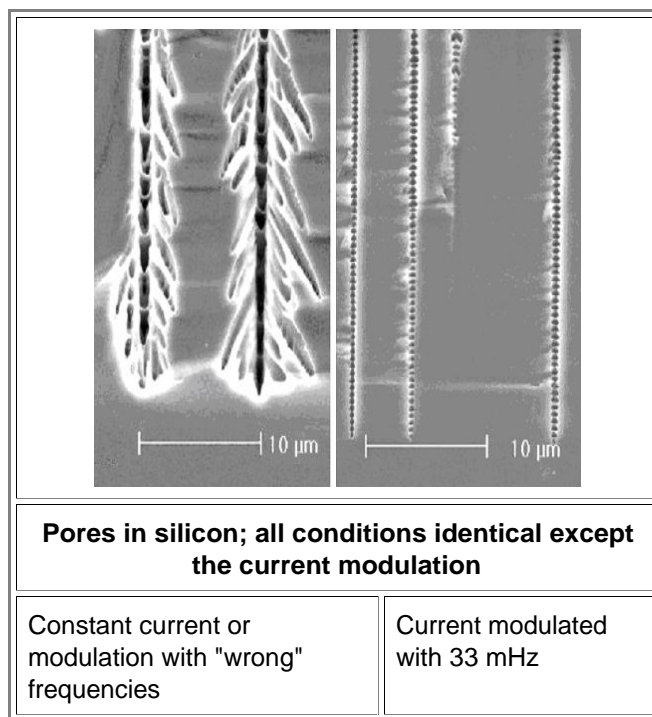 10 µm
10 µm
Pores in silicon; all conditions identical except
the current modulation
Constant current or
modulation with "wrong"
frequencies
Current modulated
with 33 mHz